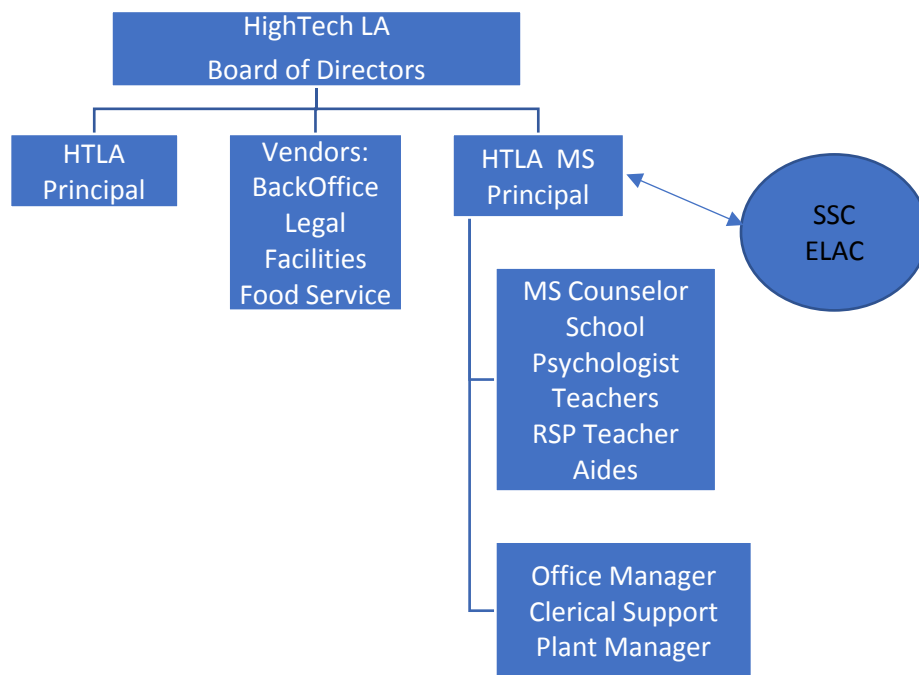 HighTech LA
Board of Directors
HTLA
Principal
Vendors:
BackOffice
Legal
Facilities
Food Service
HTLA  MS
Principal
SSC
ELAC
MS Counselor
School
Psychologist
Teachers
RSP Teacher
Aides
Office Manager
Clerical Support
Plant Manager